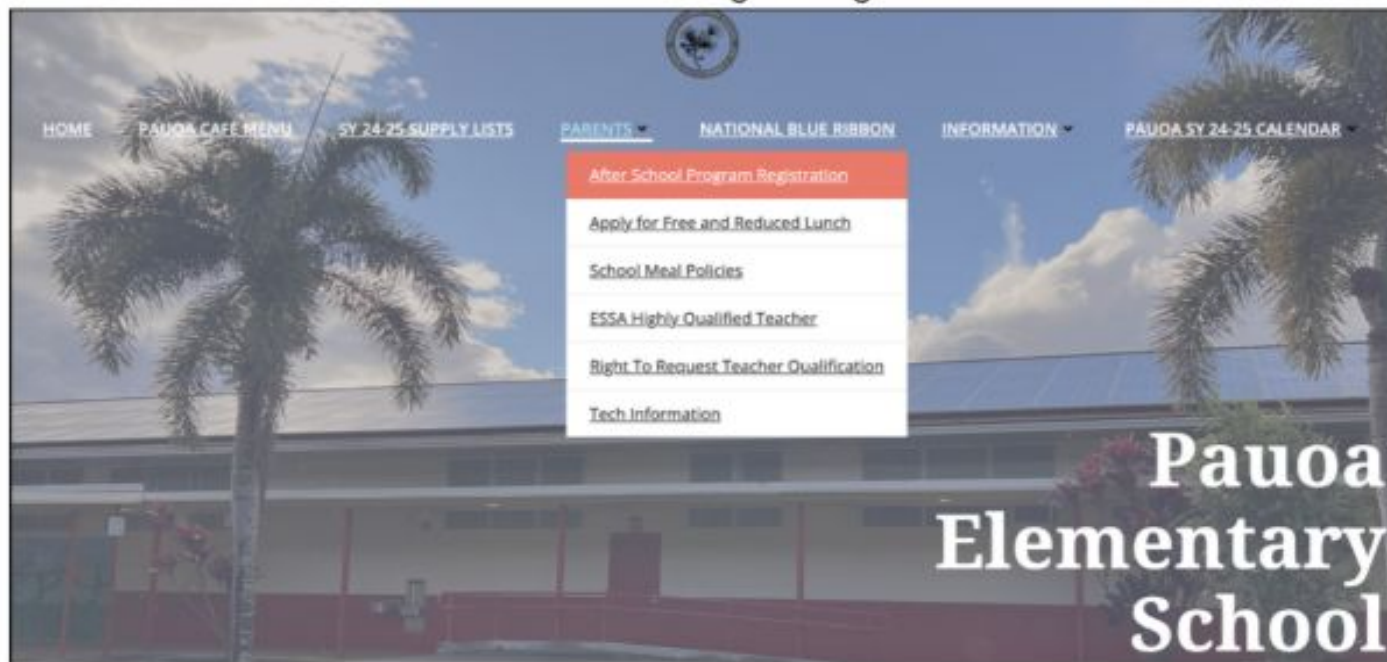 HOME PAUOA CAFE MENU SY 24-25 SUPPLY LISTS PARENTS NATIONAL BLUE RIBBON INFORMATION PAUOA SY 24-25 CALENDAR
After School Program Registration
Apply for Free and Reduced Lunch
School Meal Policies
ESSA Highly Qualified Teacher
Right To Request Teacher Qualification
Tech Information
Pauoa
Elementary
School